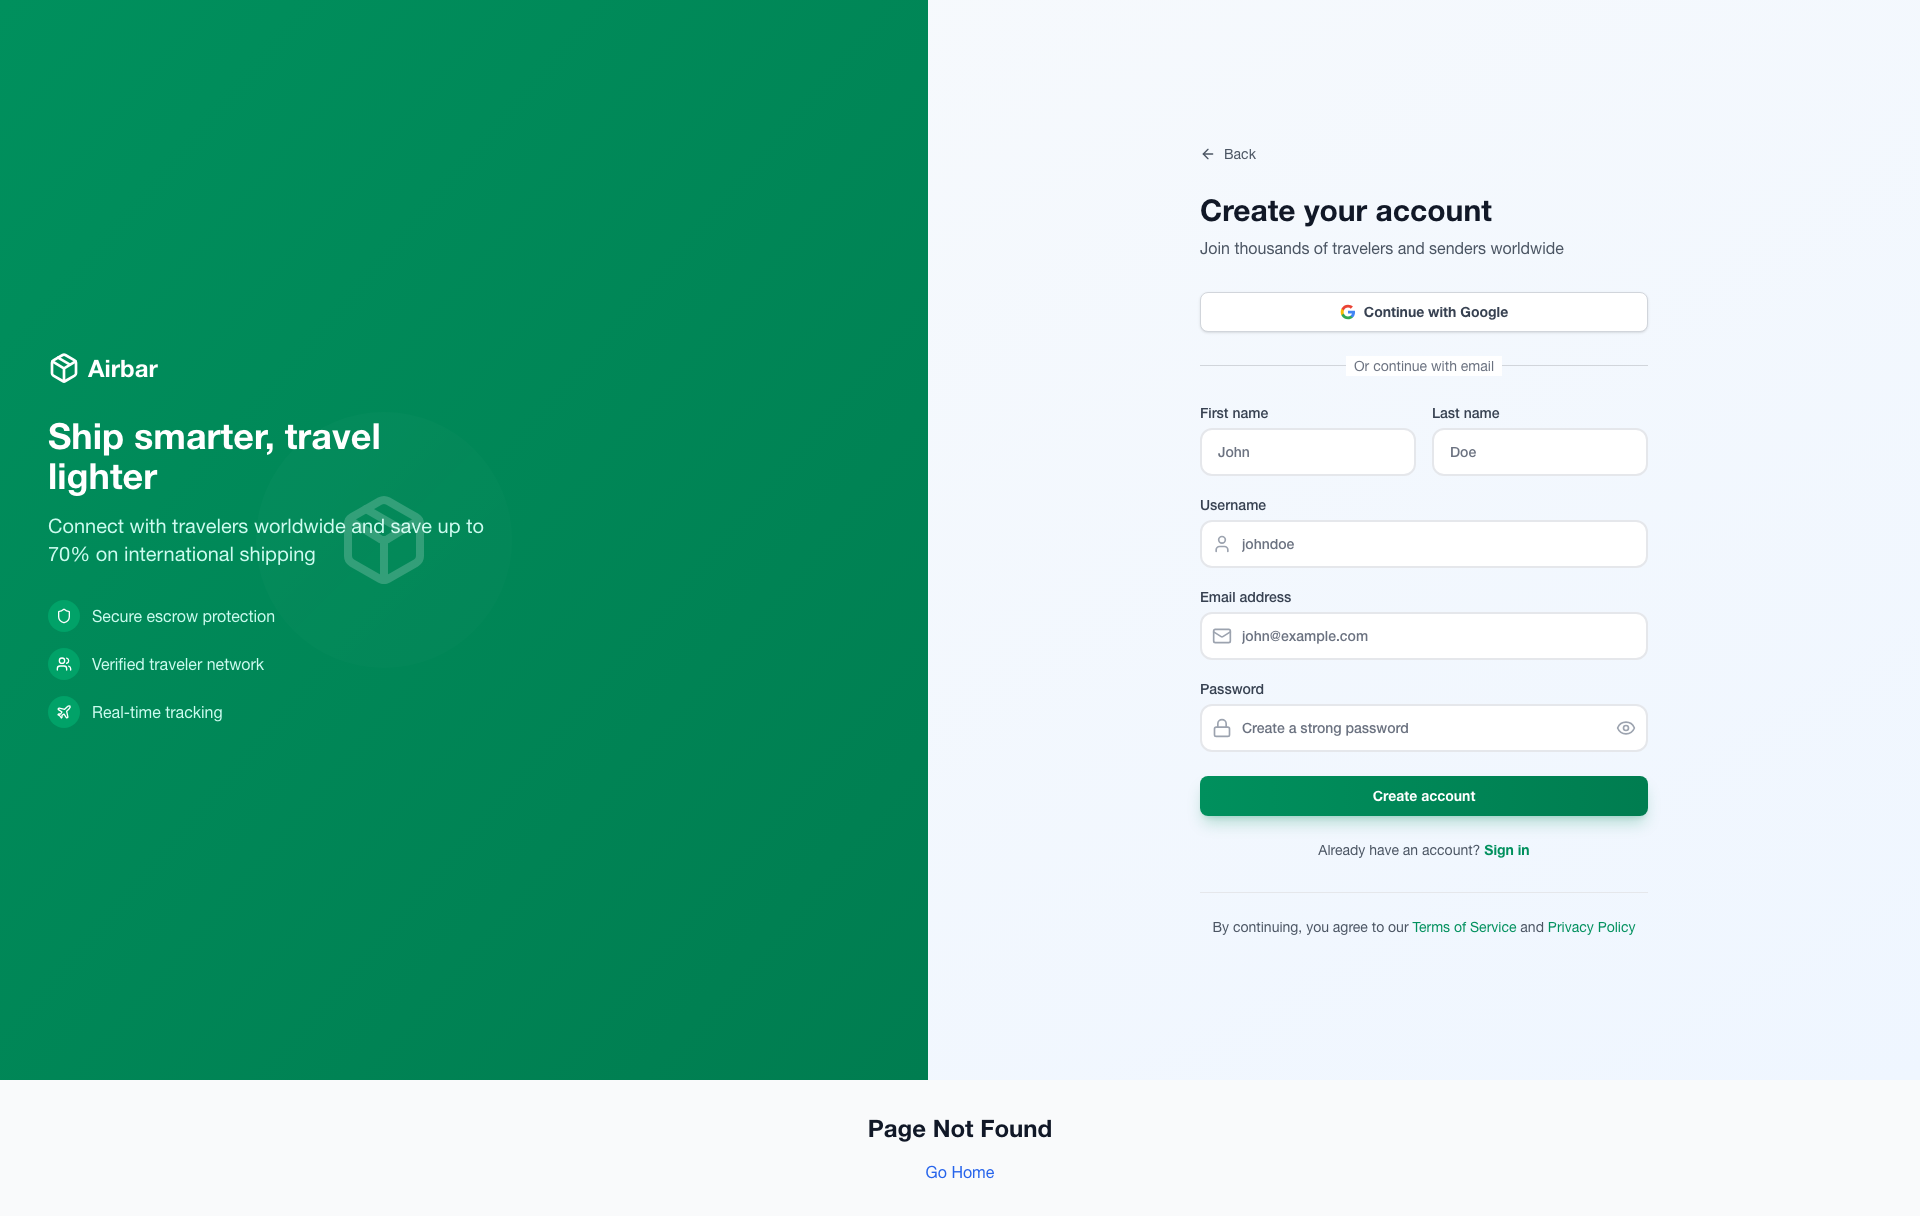 Airbar
Ship smarter, travel
lighter
Connect with travelers worldwide and save up to
70% on international shipping
Secure escrow protection
Verified traveler network
Real-time tracking
Back
Create your account
Join thousands of travelers and senders worldwide
Continue with Google
Or continue with email
First name
Last name
John
Doe
Username
johndoe
Email address
john@example.com
Password
Create a strong password
Create account
Already have an account? Sign in
By continuing, you agree to our Terms of Service and Privacy Policy
Page Not Found
Go Home